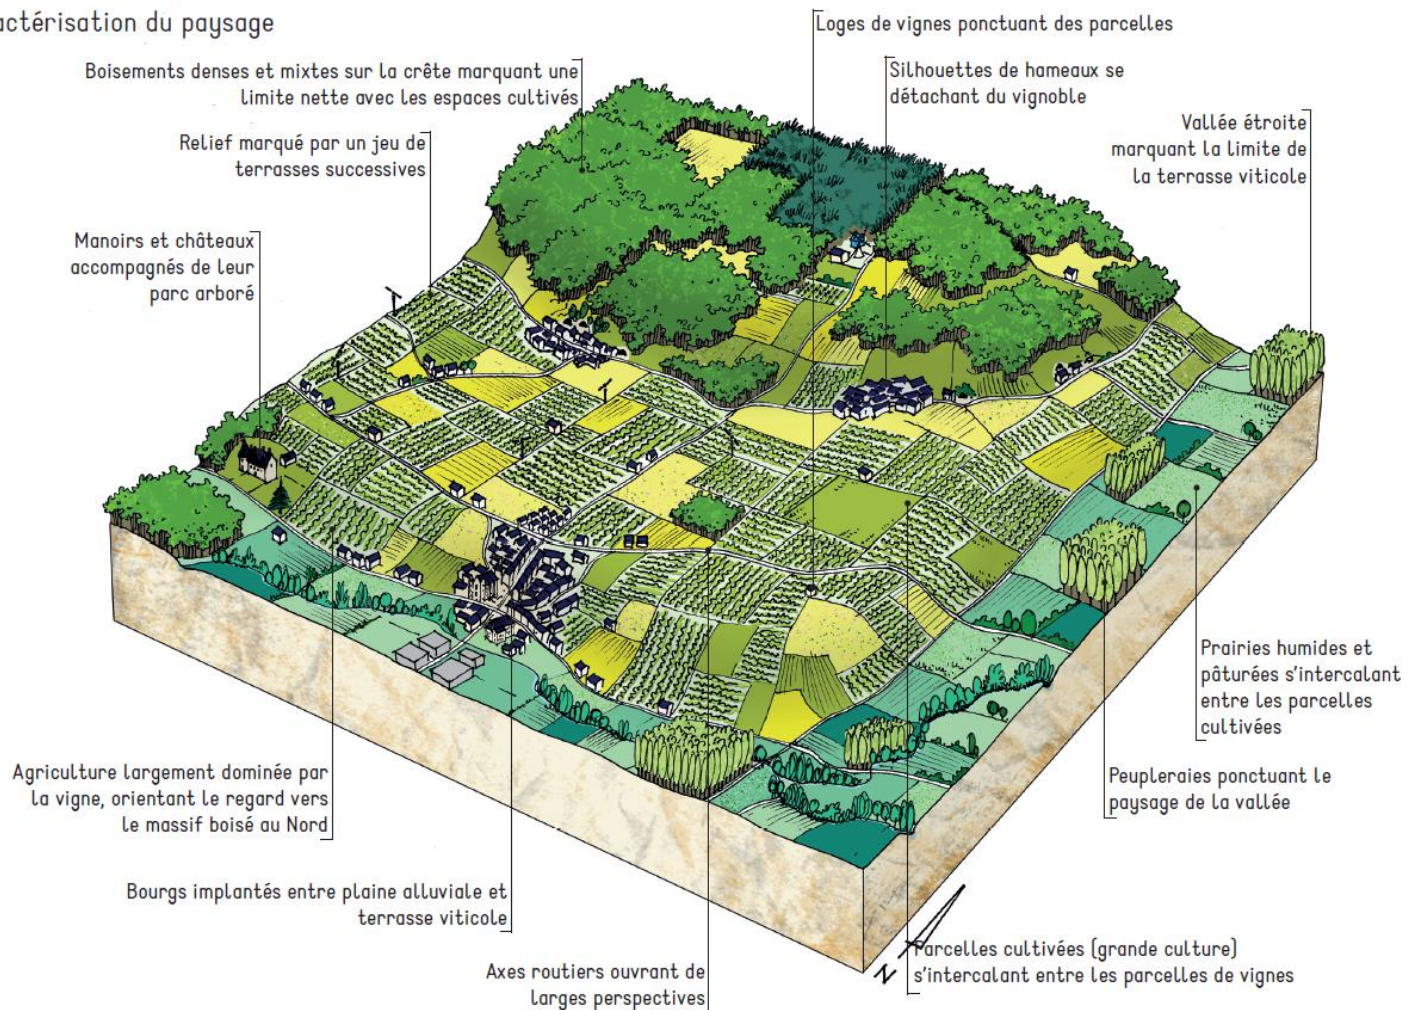 actérisation du paysage
Loges de vignes ponctuant des parcelles
Boisements denses et mixtes sur la crête marquant une
limite nette avec les espaces cultivés
Silhouettes de hameaux se
détachant du vignoble
Relief marqué par un jeu de
terrasses successives
Vallée étroite
marquant la limite de
la terrasse viticole
Manoirs et châteaux
accompagnés de leur
parc arboré
Prairies humides et
pâturées s'intercalant
entre les parcelles
cultivées
Agriculture largement dominée par
la vigne, orientant le regard vers
le massif boisé au Nord
Peupleraies ponctuant le
paysage de la vallée
Bourgs implantés entre plaine alluviale et
terrasse viticole
Axes routiers ouvrant de
larges perspectives
N
Parcelles cultivées (grande culture)
s'intercalant entre les parcelles de vignes